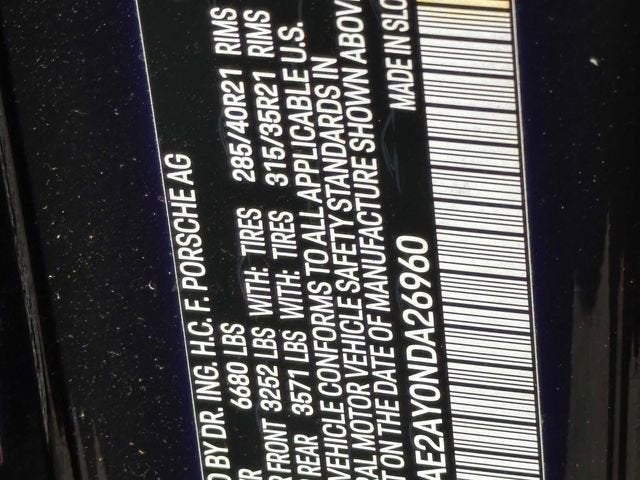 BY DR. ING. H.C. F. PORSCHE AG
6680 LBS
FRONT 3252 LBS WITH: TIRES 285/40R21 RIMS
REAR 3571 LBS WITH: TIRES 315/35R21 RIMS
VEHICLE CONFORMS TO ALL APPLICABLE U.S.
MOTOR VEHICLE SAFETY STANDARDS IN
ON THE DATE OF MANUFACTURE SHOWN ABOV
MADE IN SLO
AE2AY0NDA26960